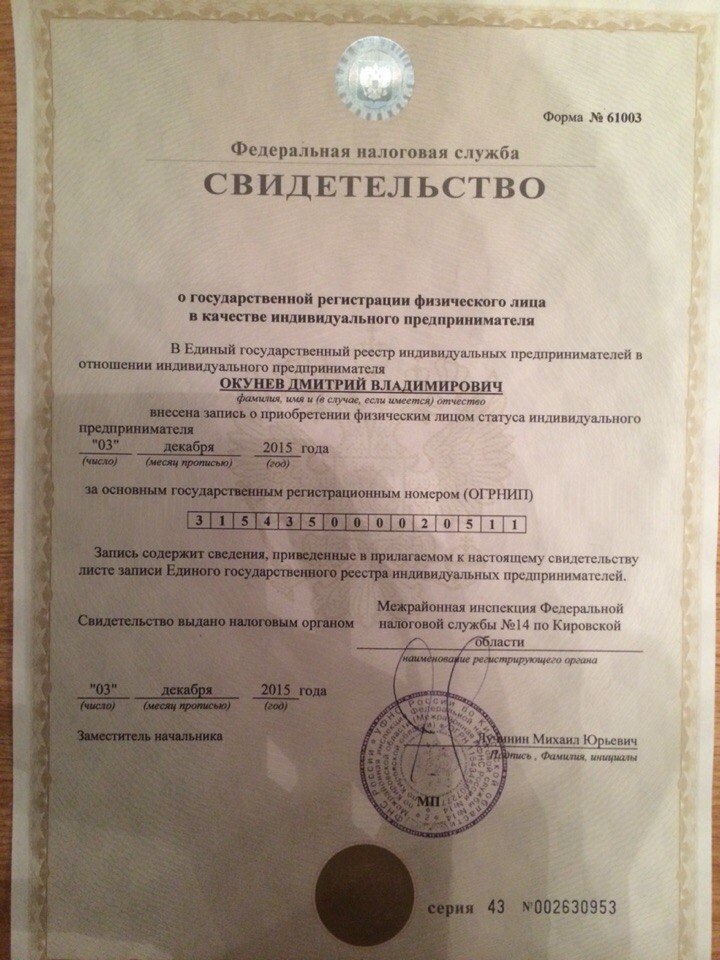 Форма № 61003
Федеральная налоговая служба
СВИДЕТЕЛЬСТВО
о государственной регистрации физического лица
в качестве индивидуального предпринимателя
В Единый государственный реестр индивидуальных предпринимателей в
отношении индивидуального предпринимателя
ОКУНЕВ ДМИТРИЙ ВЛАДИМИРОВИЧ
фамилия, имя и (в случае, если имеется) отчество
внесена запись о приобретении физическим лицом статуса индивидуального
предпринимателя
"03" декабря 2015 года
(число) (месяц прописью) (год)
за основным государственным регистрационным номером (ОГРНИП)
3 1 5 4 3 5 0 0 0 0 2 0 5 1 1
Запись содержит сведения, приведенные в прилагаемом к настоящему свидетельству
листе записи Единого государственного реестра индивидуальных предпринимателей.
Свидетельство выдано налоговым органом
Межрайонная инспекция Федеральной
налоговой службы №14 по Кировской
области
наименование регистрирующего органа
"03" декабря 2015 года
(число) (месяц прописью) (год)
Заместитель начальника
Михаил Юрьевич
Подпись , Фамилия, инициалы
МП
серия 43 №002630953